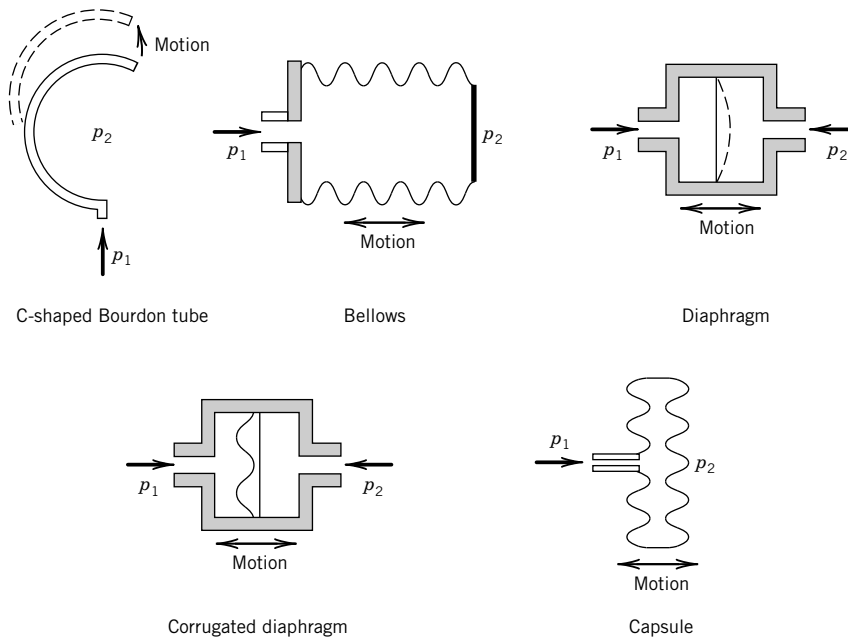 Motion
p2
p1
C-shaped Bourdon tube
p1
p2
Motion
Bellows
p1
p2
Motion
Diaphragm
p1
p2
Motion
Corrugated diaphragm
p1
p2
Motion
Capsule